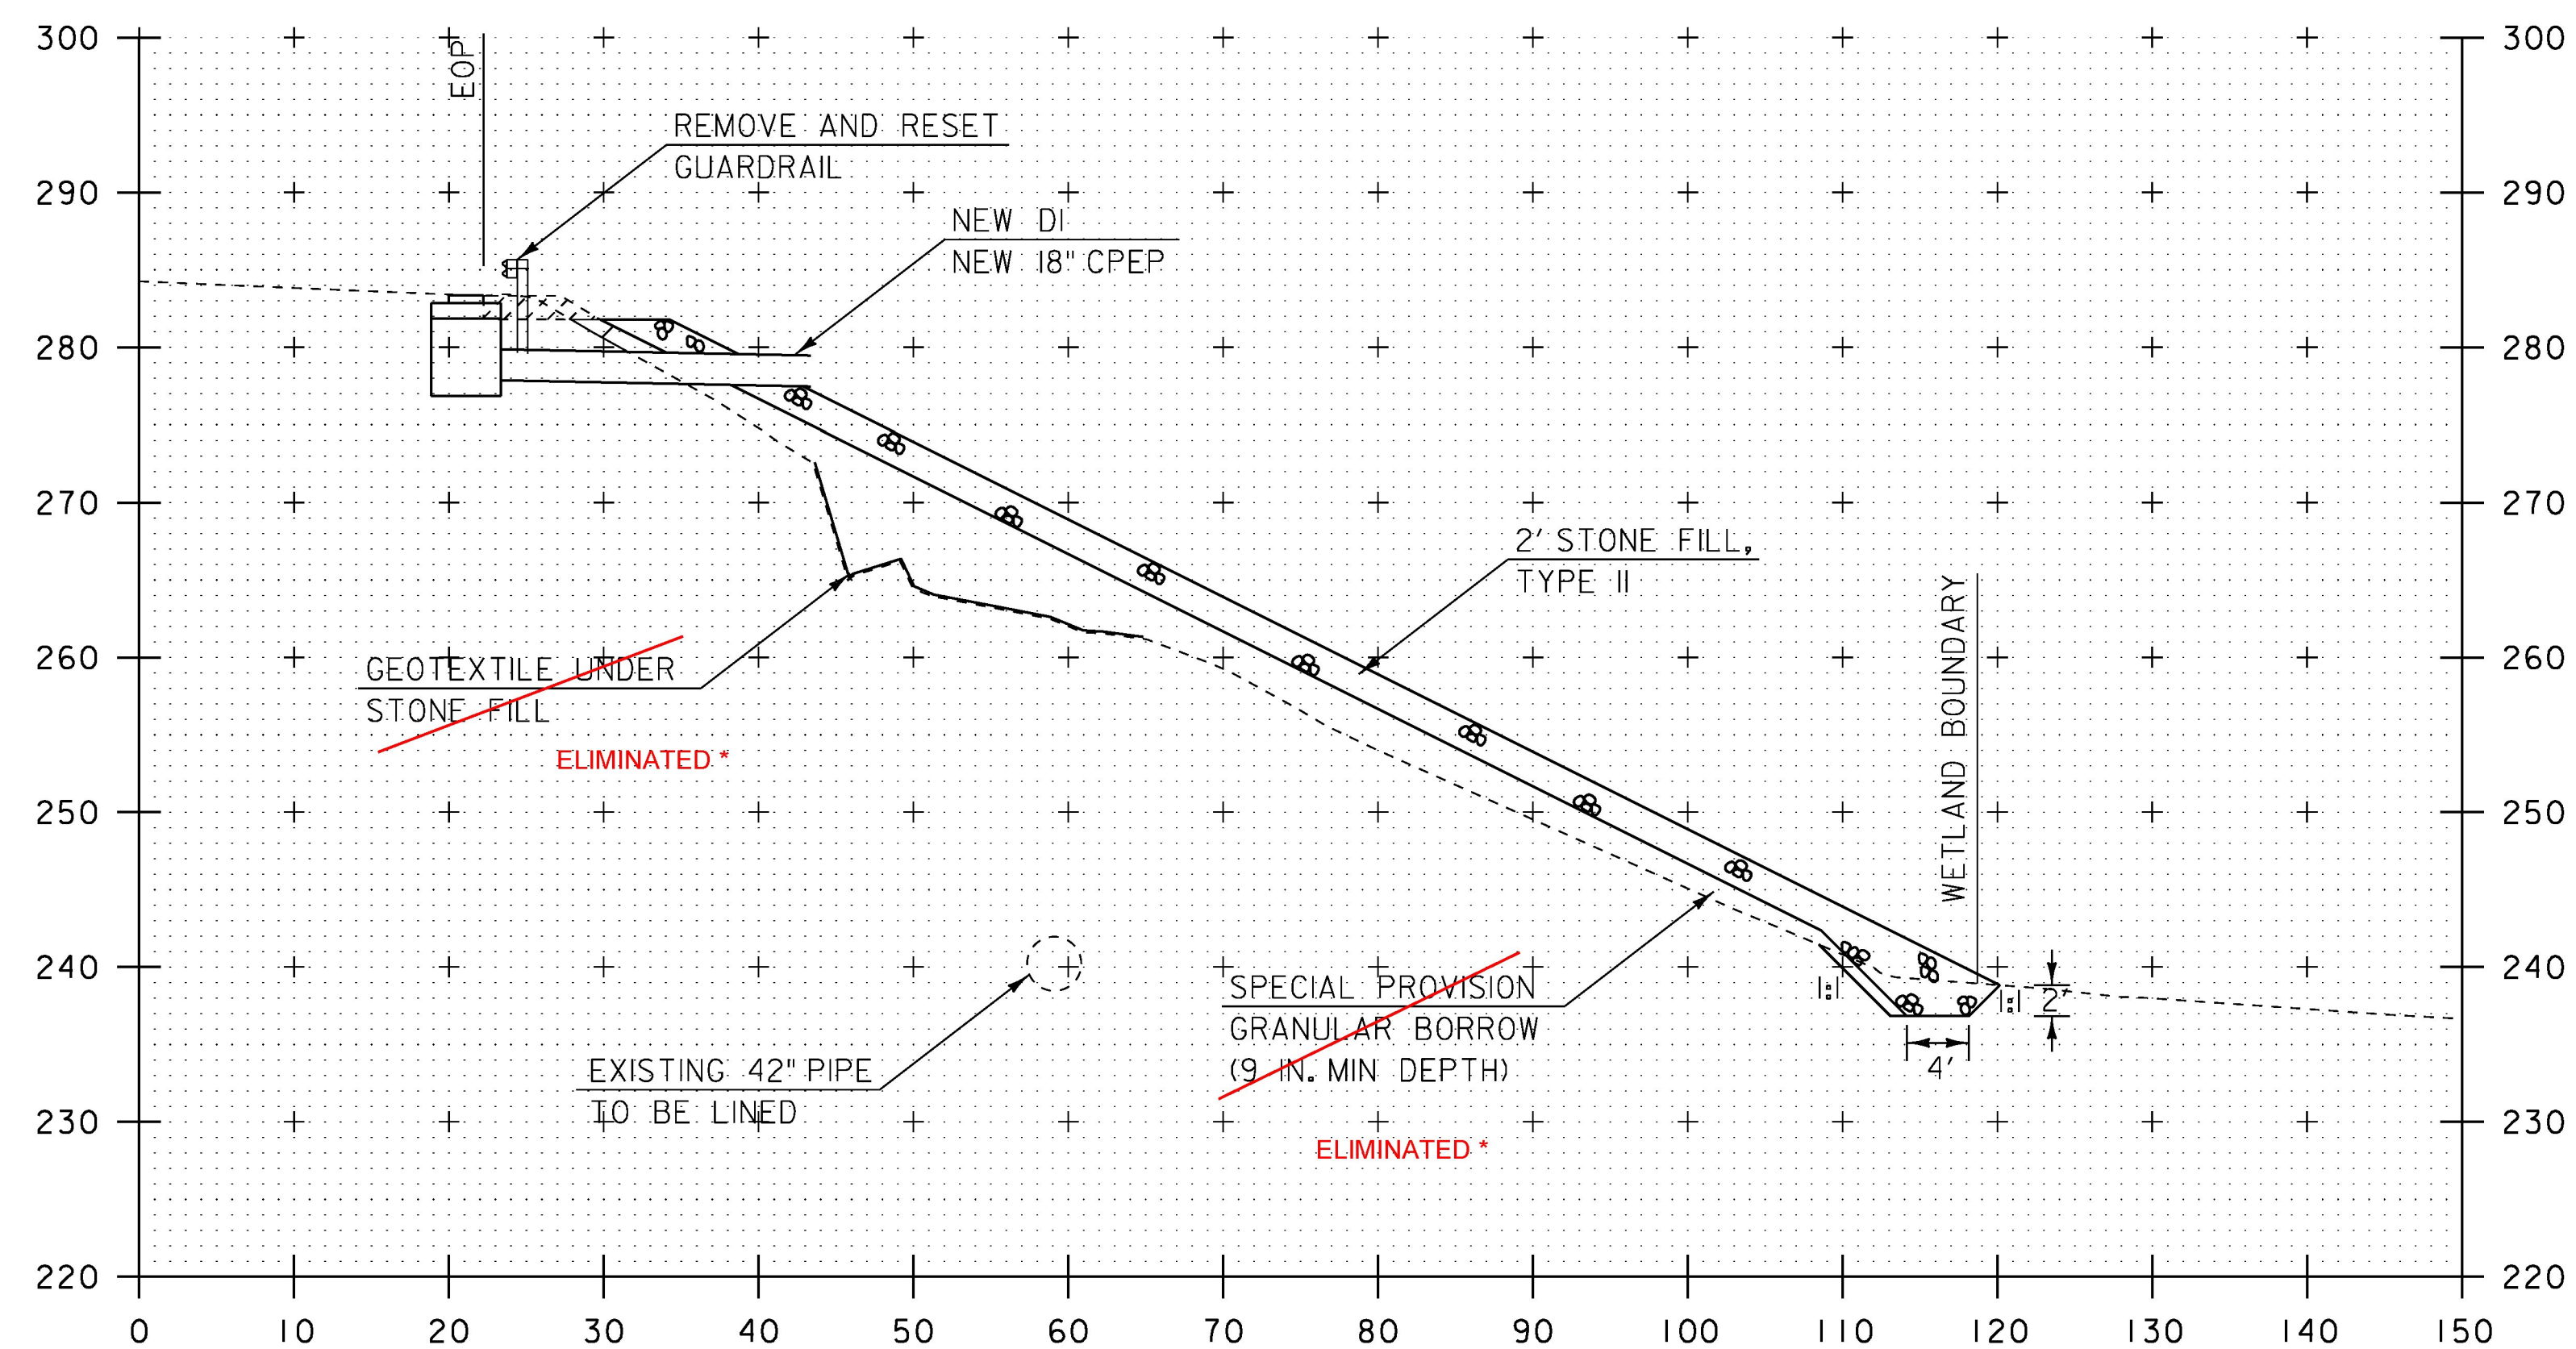 300
300
EOP
REMOVE AND RESET
GUARDRAIL
290
290
NEW DI
NEW 18" CPEP
280
280
270
270
2' STONE FILL,
TYPE II
WETLAND BOUNDARY
260
260
GEOTEXTILE UNDER
STONE FILL
ELIMINATED *
250
250
240
240
SPECIAL PROVISION
GRANULAR BORROW
(9 IN. MIN DEPTH)
1:1
1:1
2'
4'
EXISTING 42" PIPE
TO BE LINED
230
230
ELIMINATED *
220
220
0 10 20 30 40 50 60 70 80 90 100 110 120 130 140 150